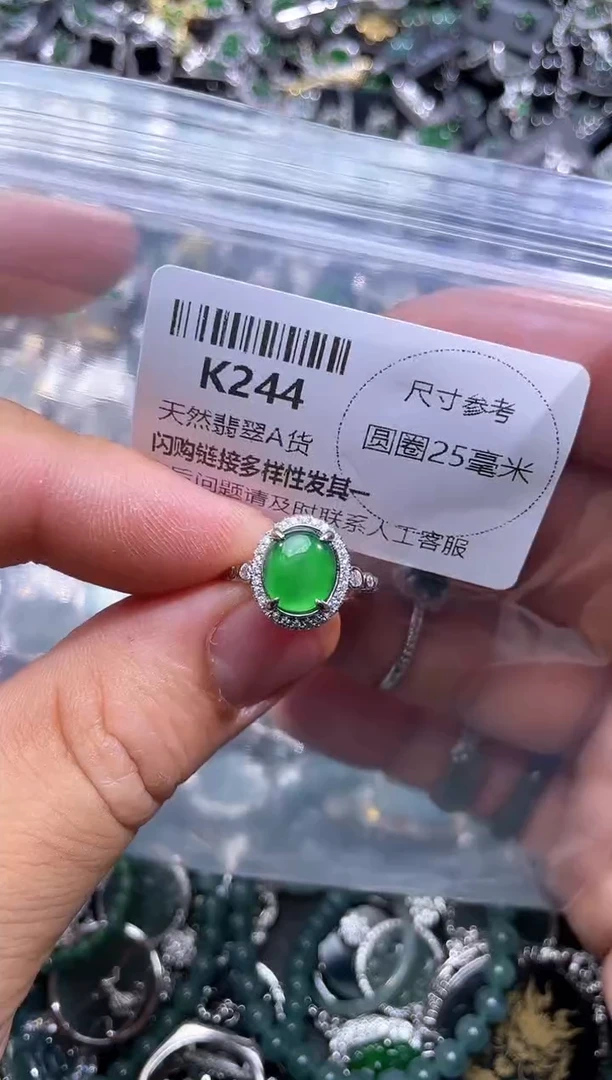 K244
天然翡翠A货
闪购链接多样性发其一
后问题请及时联系人工客服
尺寸参考
圆圈25毫米